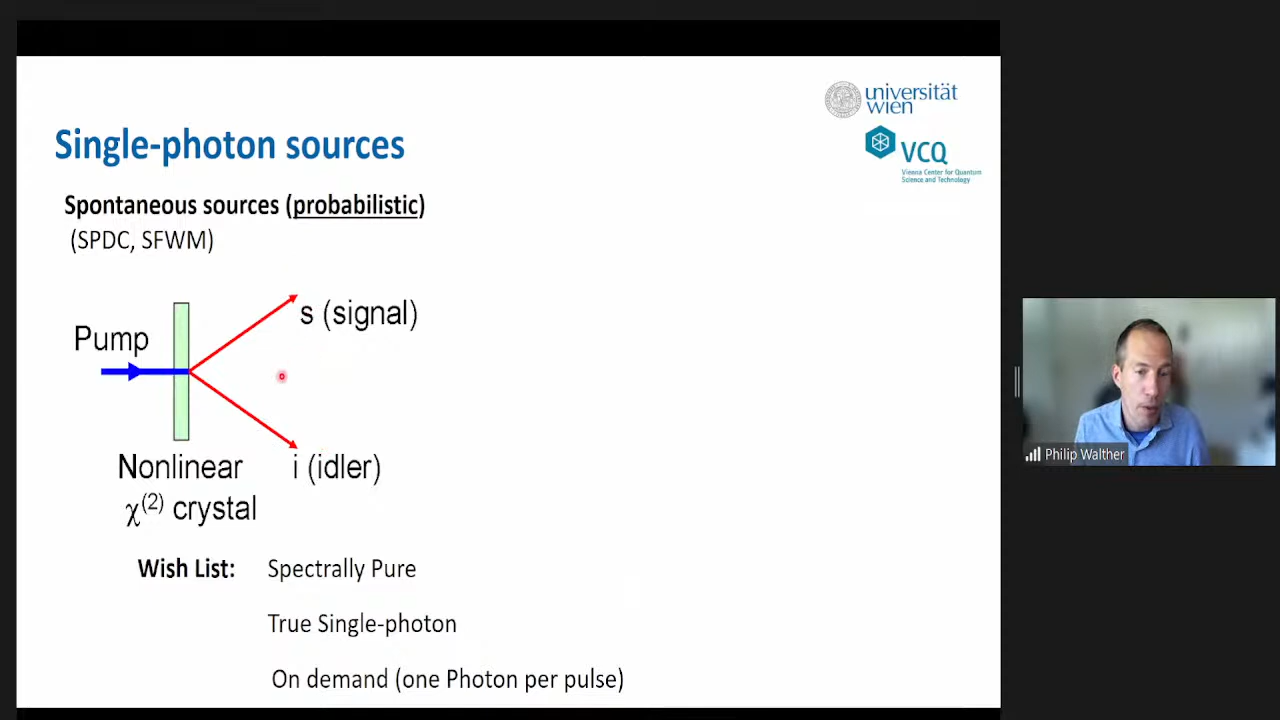 universität
wien
VCQ
Vienna Center for Quantum
Science and Technology
Single-photon sources
Spontaneous sources (probabilistic)
(SPDC, SFWM)
s (signal)
Pump
Nonlinear
χ(2) crystal
i (idler)
Wish List:
Spectrally Pure
True Single-photon
On demand (one Photon per pulse)
Philip Walther